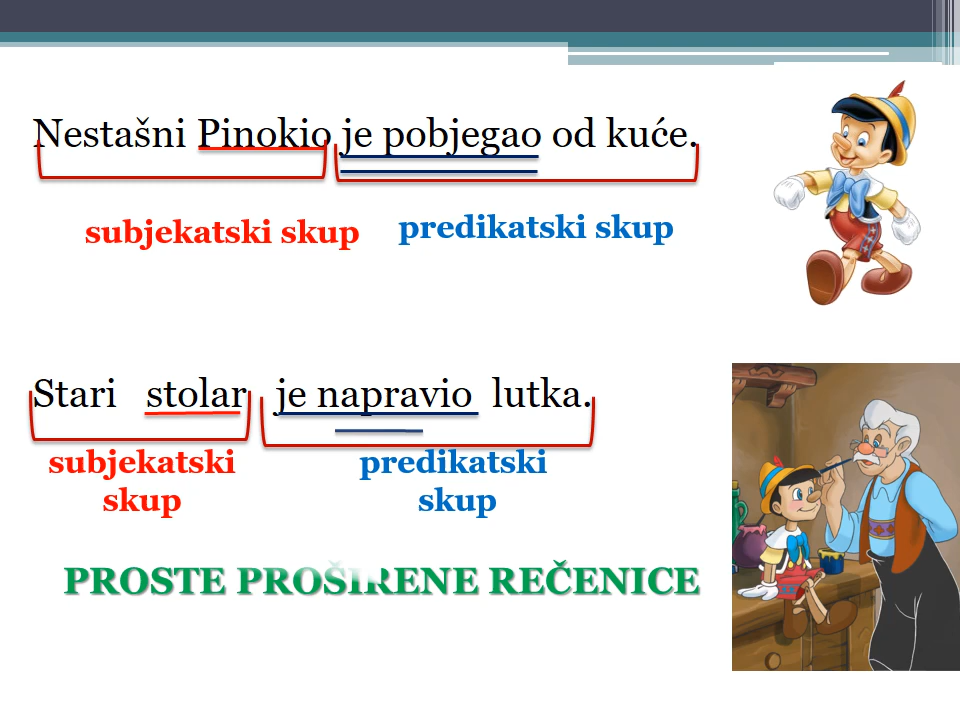 Nestašni Pinokio je pobjegao od kuće.
subjekatski skup predikatski skup
Stari stolar je napravio lutka.
subjekatski predikatski
skup skup
PROSTE PROŠIRENE REČENICE